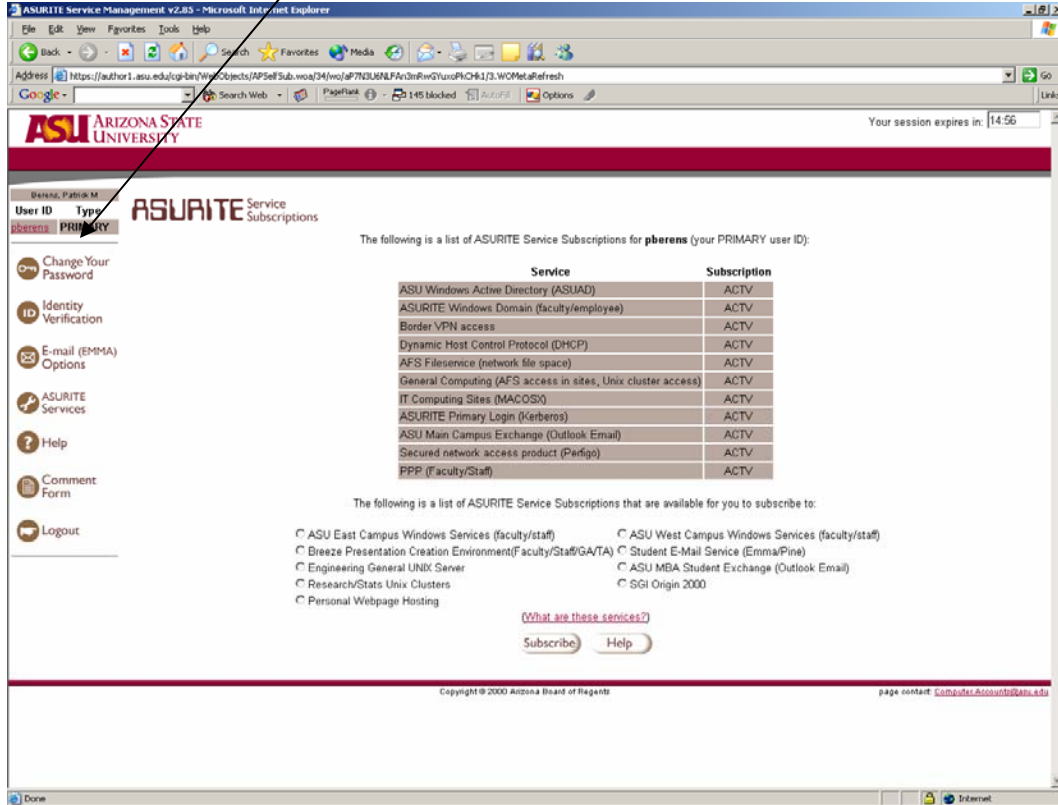 ASURITE Service Management v2.85 - Microsoft Internet Explorer
File Edit View Favorites Tools Help
Back Search Favorites Media
Address https://author1.asu.edu/cgi-bin/WebObjects/APSelfSub.woa/34/wo/aP7N3U6NLFAn3mRwGYuxoPkCHk1/3.WOMetaRefresh Go
Google Search Web PageRank 145 blocked AutoFill Options Links
ASU ARIZONA STATE UNIVERSITY
Your session expires in: 14:56
Berens, Patrick M
User ID Type
pberens PRIMARY
Change Your Password
Identity Verification
E-mail (EMMA) Options
ASURITE Services
Help
Comment Form
Logout
ASURITE Service Subscriptions
The following is a list of ASURITE Service Subscriptions for pberens (your PRIMARY user ID):
Service Subscription
ASU Windows Active Directory (ASUAD) ACTV
ASURITE Windows Domain (faculty/employee) ACTV
Border VPN access ACTV
Dynamic Host Control Protocol (DHCP) ACTV
AFS Fileservice (network file space) ACTV
General Computing (AFS access in sites, Unix cluster access) ACTV
IT Computing Sites (MACOSX) ACTV
ASURITE Primary Login (Kerberos) ACTV
ASU Main Campus Exchange (Outlook Email) ACTV
Secured network access product (Perfigo) ACTV
PPP (Faculty/Staff) ACTV
The following is a list of ASURITE Service Subscriptions that are available for you to subscribe to:
ASU East Campus Windows Services (faculty/staff) ASU West Campus Windows Services (faculty/staff)
Breeze Presentation Creation Environment(Faculty/Staff/GA/TA) Student E-Mail Service (Emma/Pine)
Engineering General UNIX Server ASU MBA Student Exchange (Outlook Email)
Research/Stats Unix Clusters SGI Origin 2000
Personal Webpage Hosting
(What are these services?)
Subscribe Help
Copyright © 2000 Arizona Board of Regents
page contact: Computer.Accounts@asu.edu
Done Internet